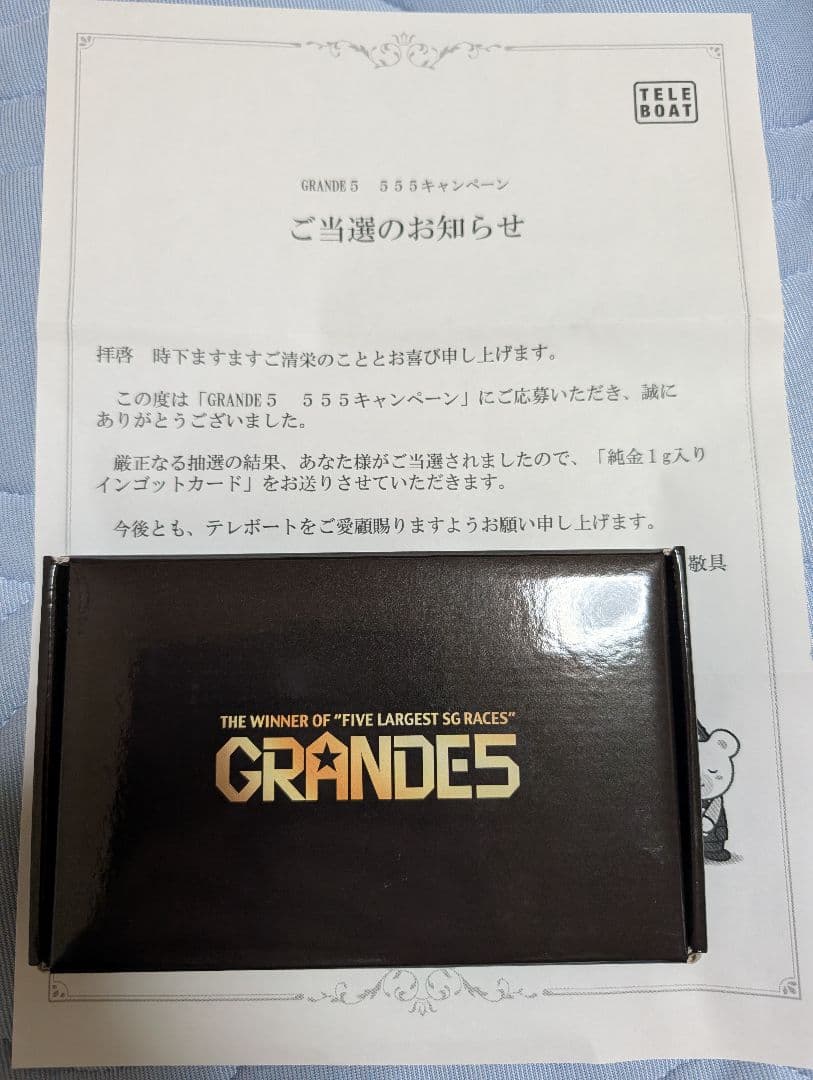 TELE
BOAT
GRANDE５　５５５キャンペーン
ご当選のお知らせ
拝啓　時下ますますご清栄のこととお喜び申し上げます。
この度は「GRANDE５　５５５キャンペーン」にご応募いただき、誠に
ありがとうございました。
厳正なる抽選の結果、あなた様がご当選されましたので、「純金１g入り
インゴットカード」をお送りさせていただきます。
今後とも、テレボートをご愛顧賜りますようお願い申し上げます。
敬具
THE WINNER OF "FIVE LARGEST SG RACES"
GRANDE5